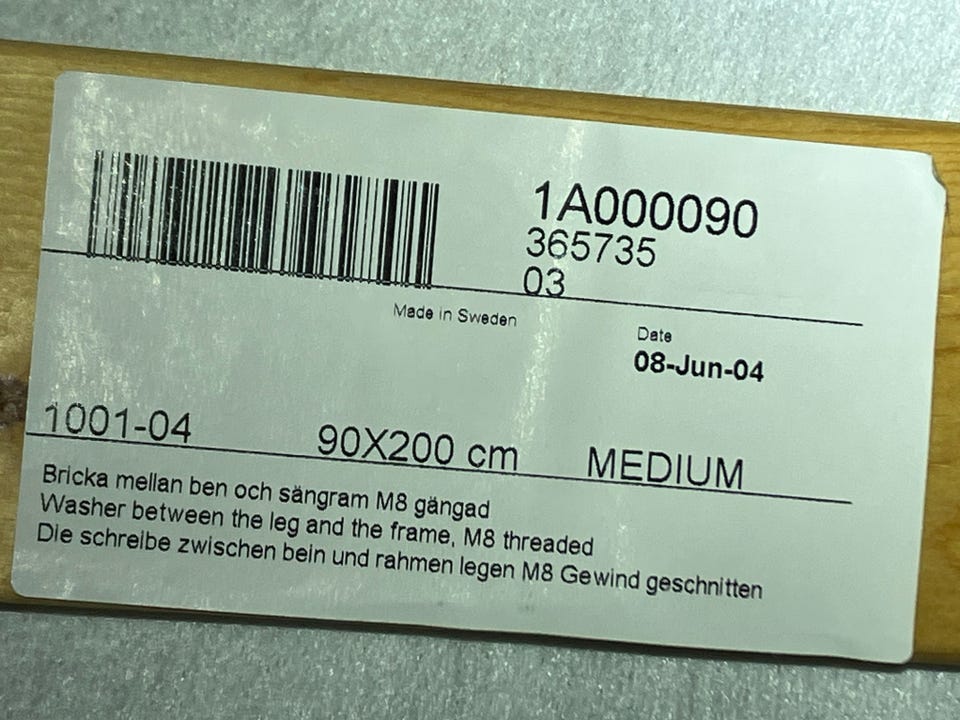 1A000090
365735
03
Made in Sweden
Date
08-Jun-04
1001-04 90X200 cm MEDIUM
Bricka mellan ben och sängram M8 gängad
Washer between the leg and the frame, M8 threaded
Die schreibe zwischen bein und rahmen legen M8 Gewind geschnitten